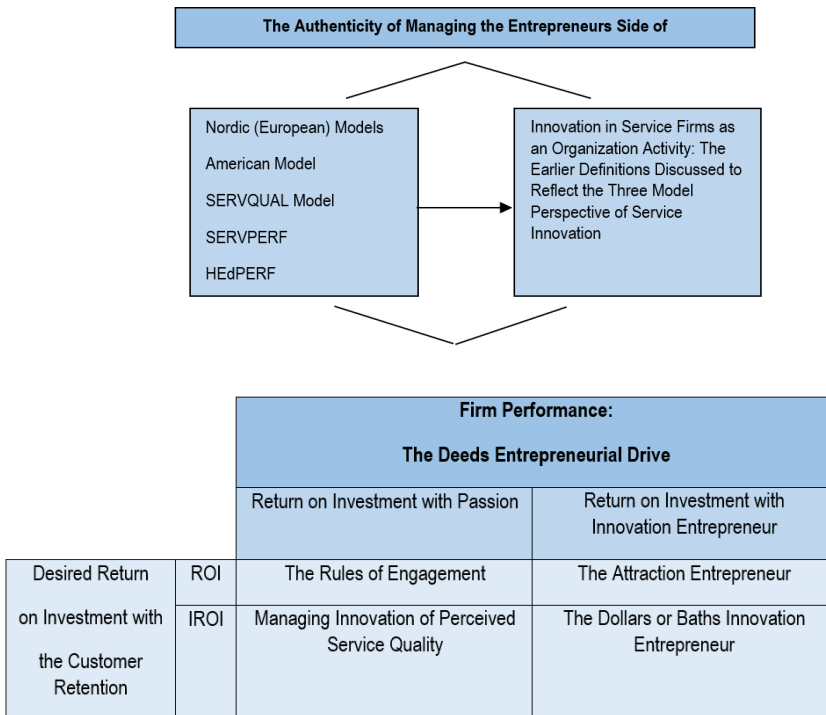 The Authenticity of Managing the Entrepreneurs Side of
Nordic (European) Models
American Model
SERVQUAL Model
SERVPERF
HEdPERF
Innovation in Service Firms as
an Organization Activity: The
Earlier Definitions Discussed to
Reflect the Three Model
Perspective of Service
Innovation
Firm Performance:
The Deeds Entrepreneurial Drive
Return on Investment with Passion
Return on Investment with
Innovation Entrepreneur
Desired Return
on Investment with
the Customer
Retention
ROI
The Rules of Engagement
The Attraction Entrepreneur
IROI
Managing Innovation of Perceived
Service Quality
The Dollars or Baths Innovation
Entrepreneur